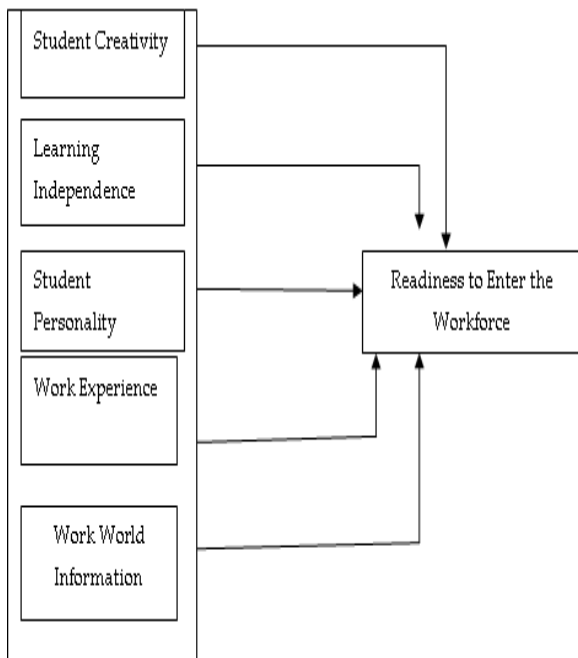 Student Creativity
Learning
Independence
Student
Personality
Work Experience
Work World
Information
Readiness to Enter the
Workforce